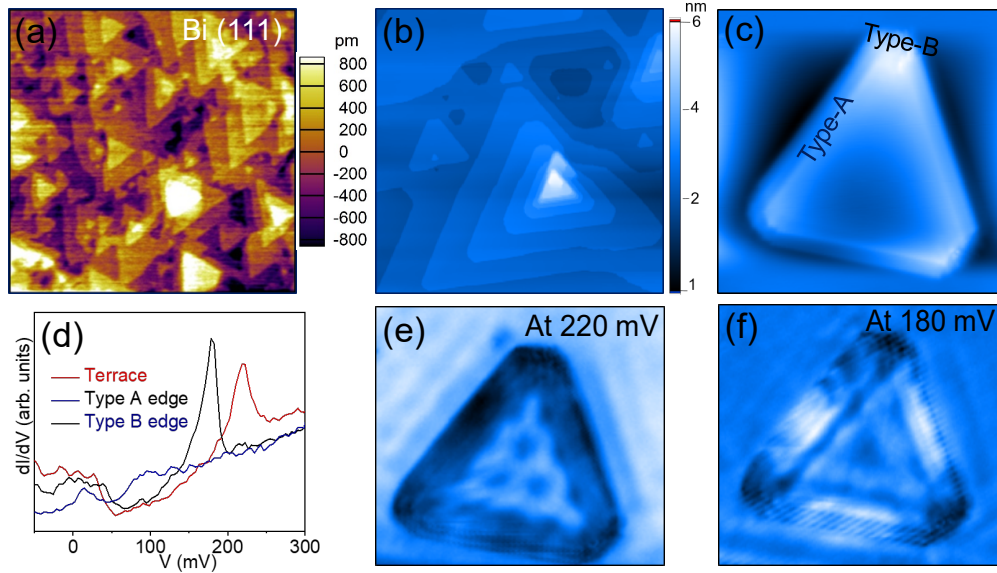 (a) Bi (111)
pm
800
600
400
200
0
-200
-400
-600
-800
(b)
nm
6
4
2
1
(c)
Type-B
Type-A
(d)
Terrace
Type A edge
Type B edge
dI/dV (arb. units)
0 100 200 300
V (mV)
(e) At 220 mV
(f) At 180 mV